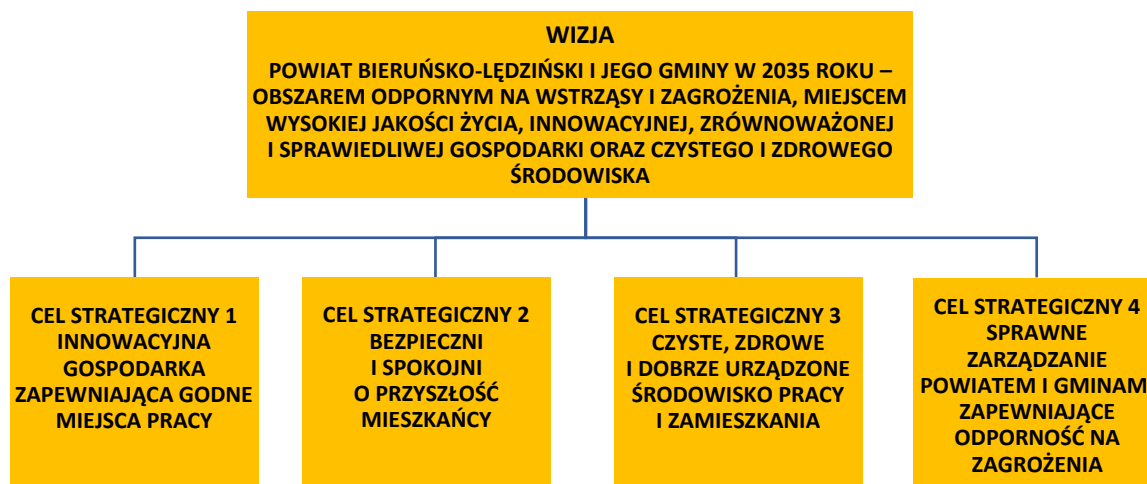 WIZJA
POWIAT BIERUŃSKO-LĘDZIŃSKI I JEGO GMINY W 2035 ROKU –
OBSZAREM ODPORNYM NA WSTRZĄSY I ZAGROŻENIA, MIEJSCEM
WYSOKIEJ JAKOŚCI ŻYCIA, INNOWACYJNEJ, ZRÓWNOWAŻONEJ
I SPRAWIEDLIWEJ GOSPODARKI ORAZ CZYSTEGO I ZDROWEGO
ŚRODOWISKA
CEL STRATEGICZNY 1
INNOWACYJNA
GOSPODARKA
ZAPEWNIAJĄCA GODNE
MIEJSCA PRACY
CEL STRATEGICZNY 2
BEZPIECZNI
I SPOKOJNI
O PRZYSZŁOŚĆ
MIESZKAŃCY
CEL STRATEGICZNY 3
CZYSTE, ZDROWE
I DOBRZE URZĄDZONE
ŚRODOWISKO PRACY
I ZAMIESZKANIA
CEL STRATEGICZNY 4
SPRAWNE
ZARZĄDZANIE
POWIATEM I GMINAMI
ZAPEWNIAJĄCE
ODPORNOŚĆ NA
ZAGROŻENIA